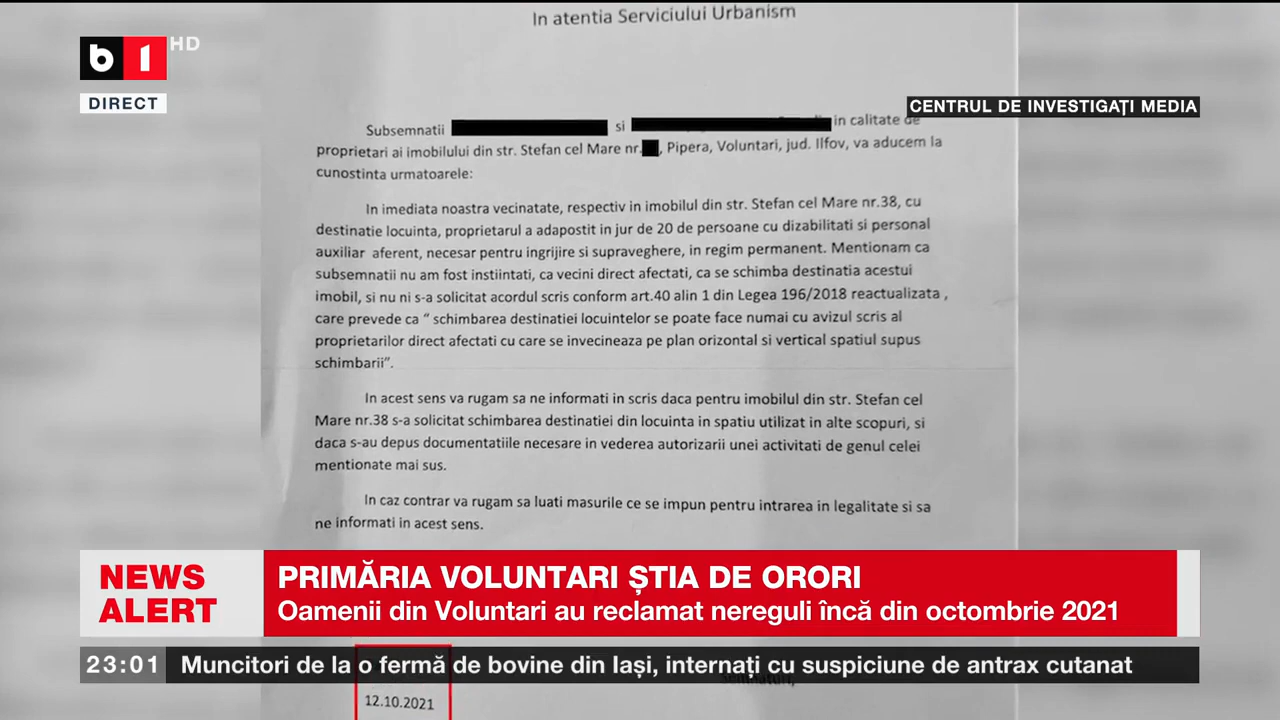 In atentia Serviciului Urbanism
b1 HD
DIRECT
CENTRUL DE INVESTIGAȚI MEDIA
Subsemnatii si in calitate de
proprietari ai imobilului din str. Stefan cel Mare nr. , Pipera, Voluntari, jud. Ilfov, va aducem la
cunostinta urmatoarele:
In imediata noastra vecinatate, respectiv in imobilul din str. Stefan cel Mare nr.38, cu
destinatie locuinta, proprietarul a adapostit in jur de 20 de persoane cu dizabilitati si personal
auxiliar aferent, necesar pentru ingrijire si supraveghere, in regim permanent. Mentionam ca
subsemnatii nu am fost instiintati, ca vecini direct afectati, ca se schimba destinatia acestui
imobil, si nu ni s-a solicitat acordul scris conform art.40 alin 1 din Legea 196/2018 reactualizata ,
care prevede ca “ schimbarea destinatiei locuintelor se poate face numai cu avizul scris al
proprietarilor direct afectati cu care se invecineaza pe plan orizontal si vertical spatiul supus
schimbarii”.
In acest sens va rugam sa ne informati in scris daca pentru imobilul din str. Stefan cel
Mare nr.38 s-a solicitat schimbarea destinatiei din locuinta in spatiu utilizat in alte scopuri, si
daca s-au depus documentatiile necesare in vederea autorizarii unei activitati de genul celei
mentionate mai sus.
In caz contrar va rugam sa luati masurile ce se impun pentru intrarea in legalitate si sa
ne informati in acest sens.
NEWS
ALERT
PRIMĂRIA VOLUNTARI ȘTIA DE ORORI
Oamenii din Voluntari au reclamat nereguli încă din octombrie 2021
23:01 Muncitori de la o fermă de bovine din Iași, internați cu suspiciune de antrax cutanat
12.10.2021